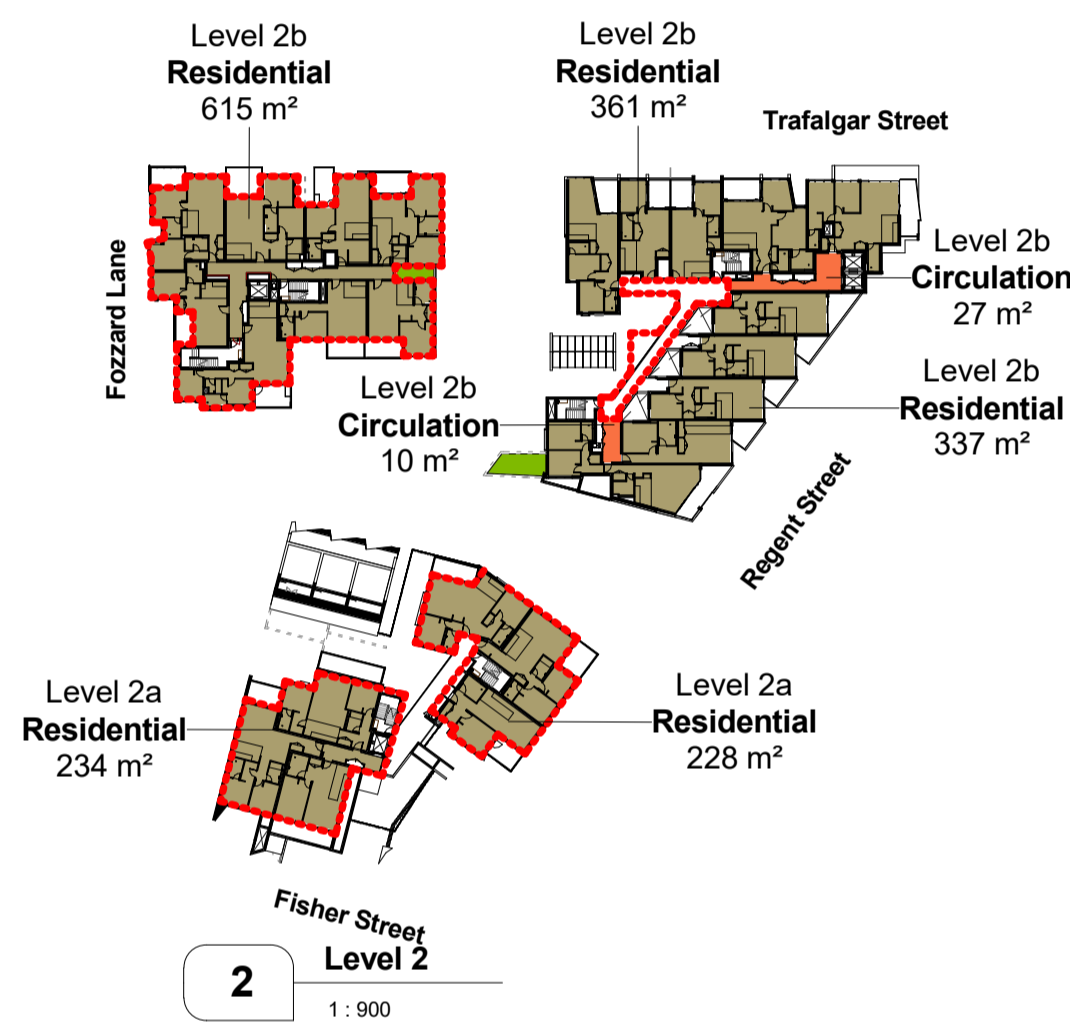 Level 2b
Residential
615 m²
Level 2b
Residential
361 m²
Trafalgar Street
Fozzard Lane
Level 2b
Circulation
27 m²
Level 2b
Circulation
10 m²
Level 2b
Residential
337 m²
Regent Street
Level 2a
Residential
234 m²
Level 2a
Residential
228 m²
Fisher Street
2
Level 2
1 : 900